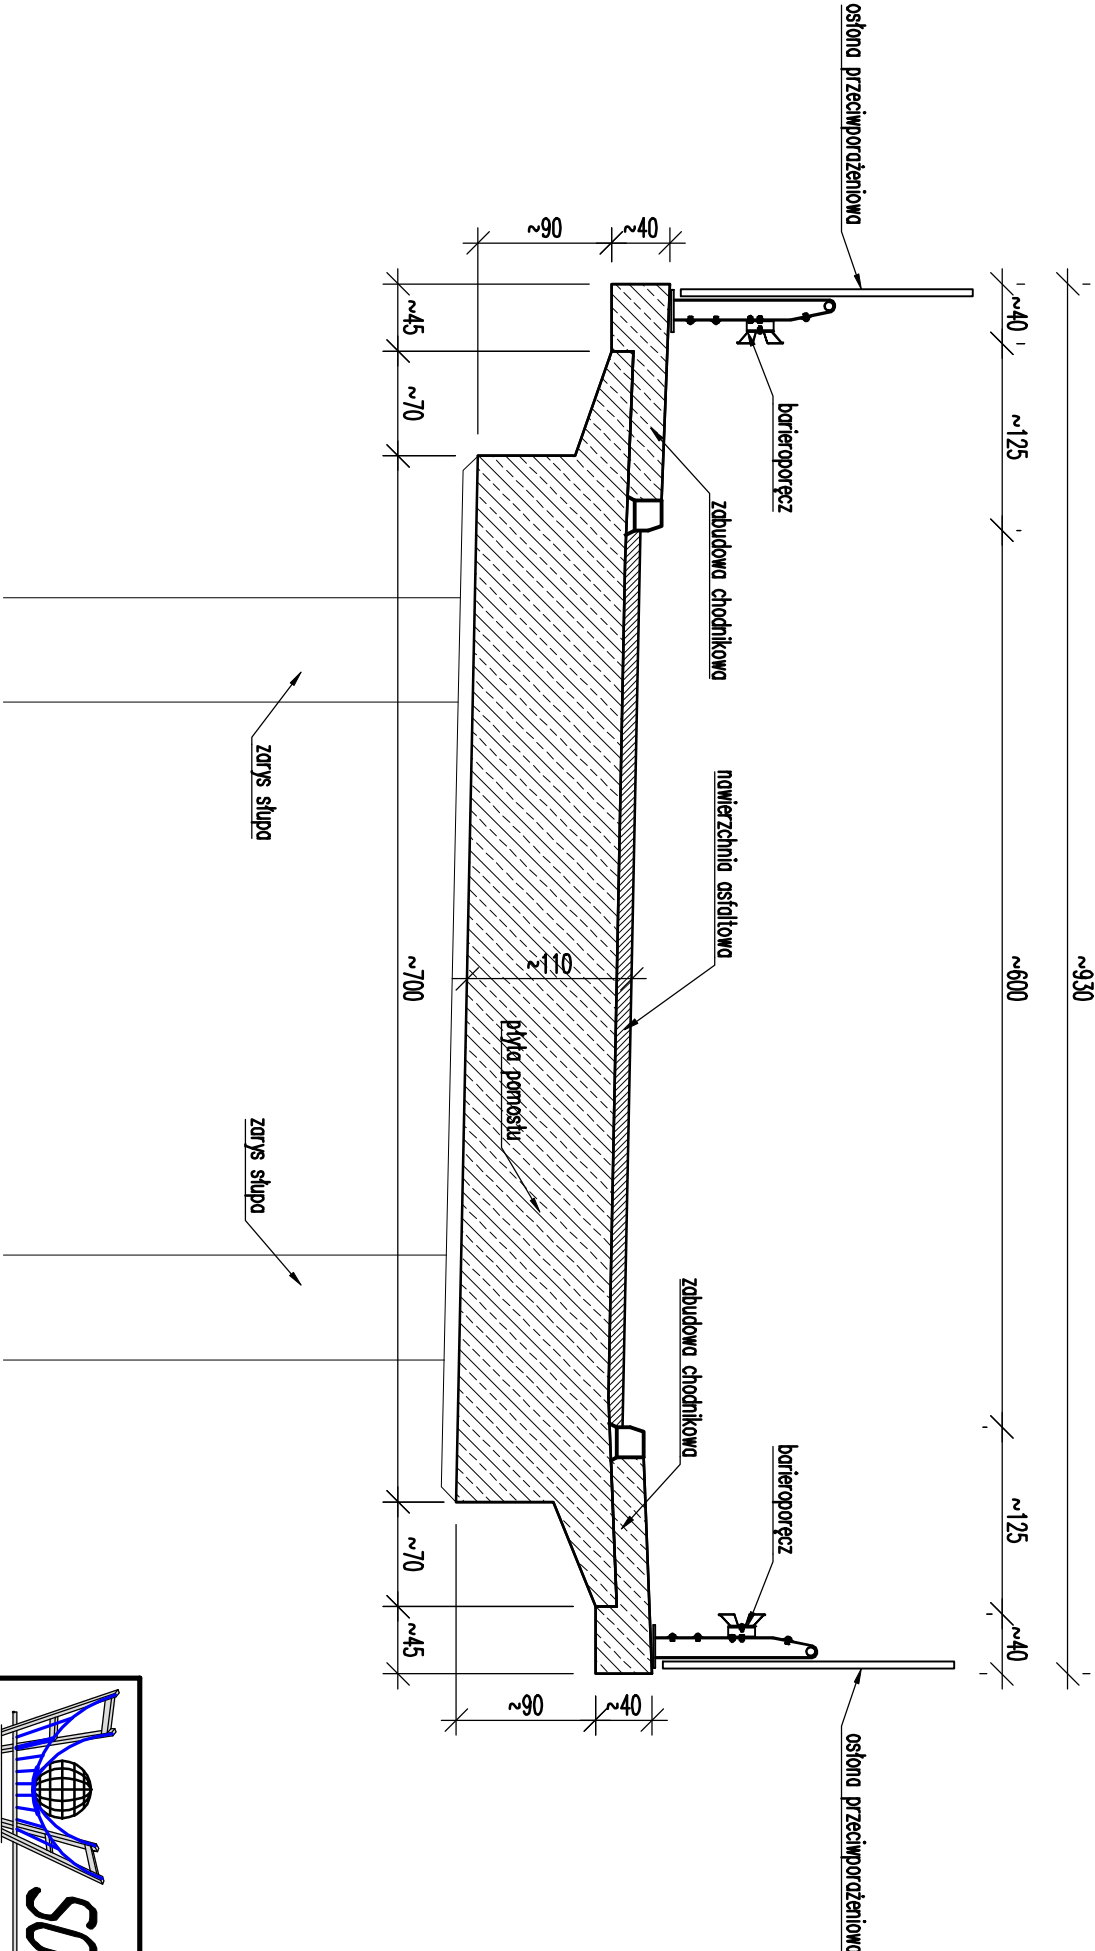 ~930
~40
~125
~600
~125
~40
osłona przeciwporażeniowa
osłona przeciwporażeniowa
barieroporęcz
barieroporęcz
zabudowa chodnikowa
nawierzchnia asfaltowa
zabudowa chodnikowa
~40
~90
~40
~90
~110
płyta pomostu
~45
~70
~700
~70
~45
zarys słupa
zarys słupa